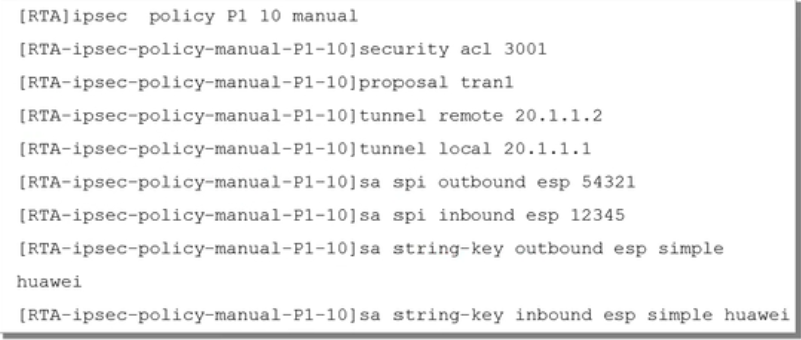 [RTA]ipsec  policy P1 10 manual
[RTA-ipsec-policy-manual-P1-10]security acl 3001
[RTA-ipsec-policy-manual-P1-10]proposal tran1
[RTA-ipsec-policy-manual-P1-10]tunnel remote 20.1.1.2
[RTA-ipsec-policy-manual-P1-10]tunnel local 20.1.1.1
[RTA-ipsec-policy-manual-P1-10]sa spi outbound esp 54321
[RTA-ipsec-policy-manual-P1-10]sa spi inbound esp 12345
[RTA-ipsec-policy-manual-P1-10]sa string-key outbound esp simple
huawei
[RTA-ipsec-policy-manual-P1-10]sa string-key inbound esp simple huawei